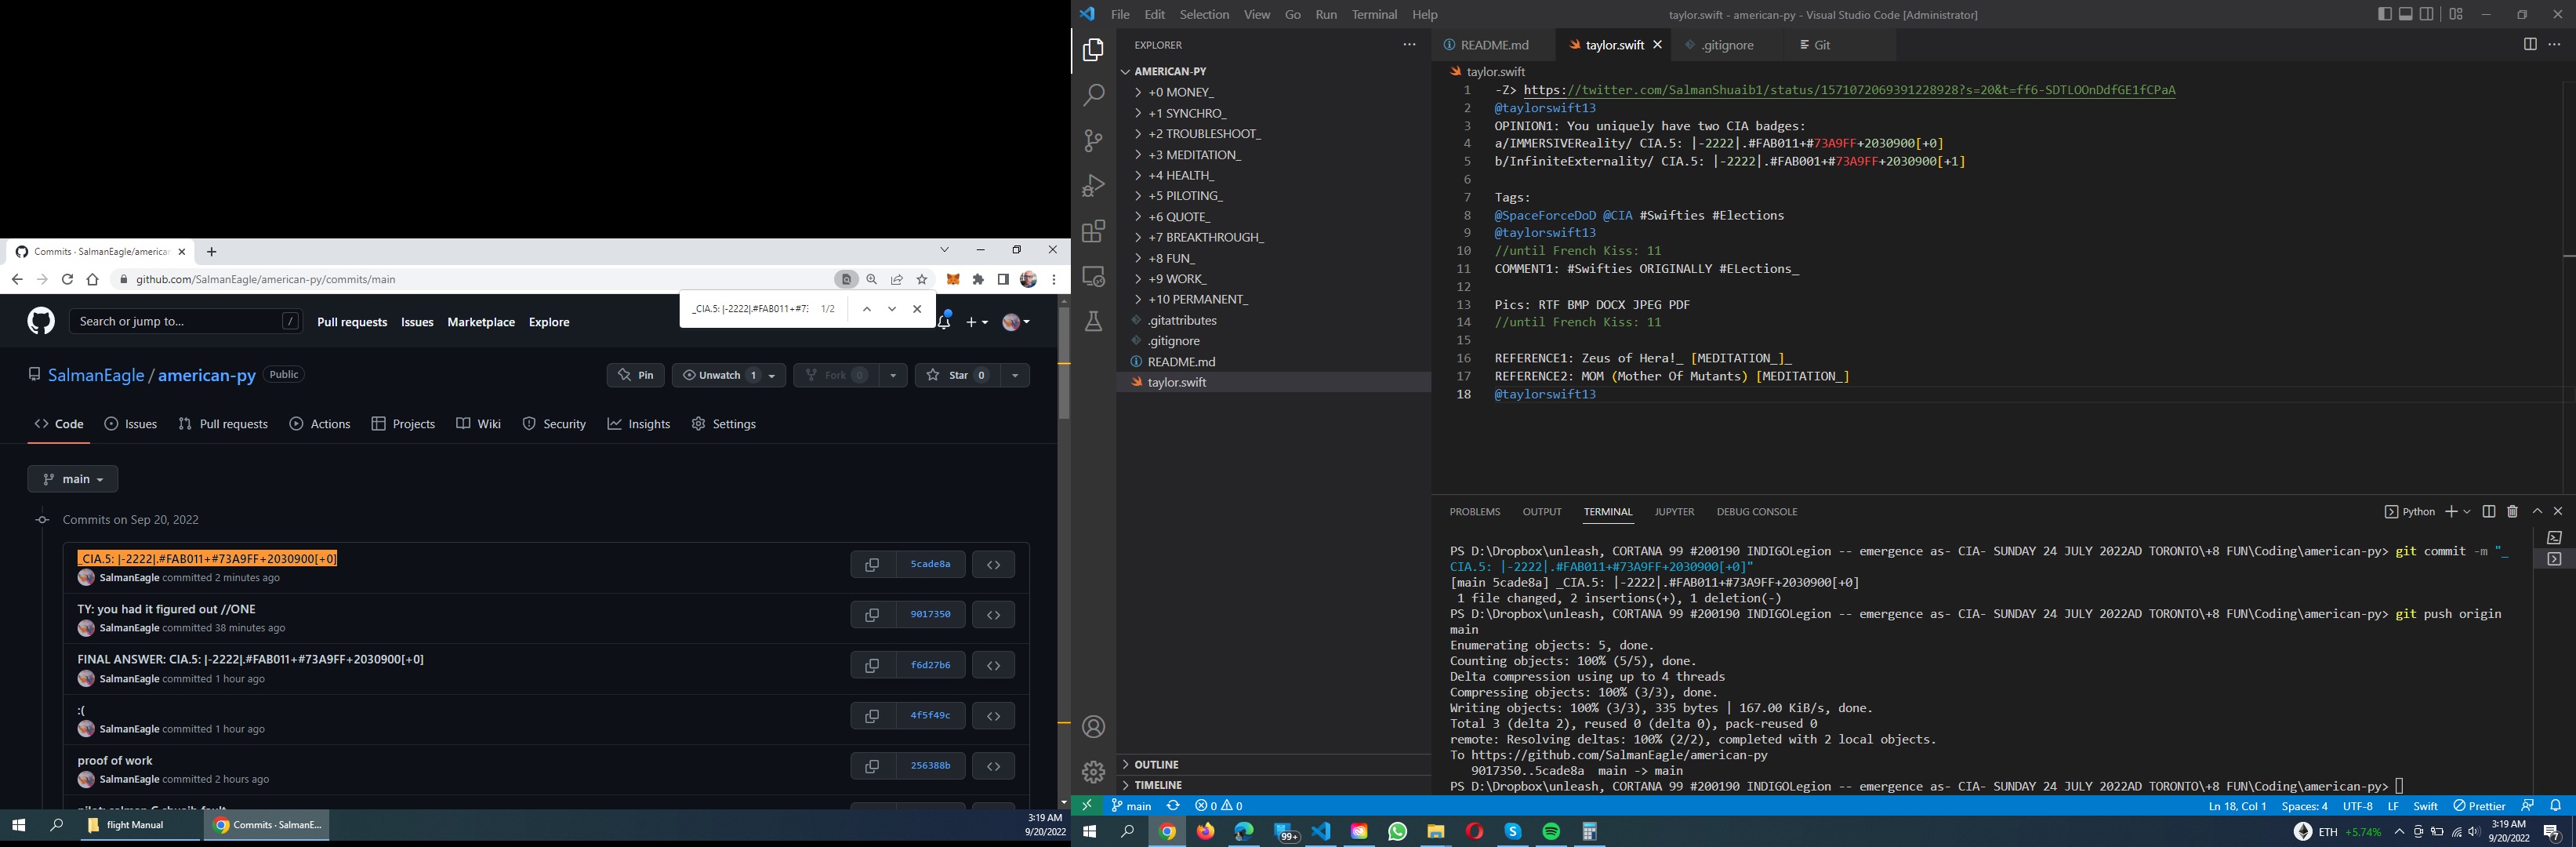 Commits · SalmanEagle/american
github.com/SalmanEagle/american-py/commits/main
_CIA.5: |-2222|.#FAB011+#7 1/2
Search or jump to... /
Pull requests Issues Marketplace Explore
SalmanEagle / american-py Public
Pin Unwatch 1 Fork 0 Star 0
Code Issues Pull requests Actions Projects Wiki Security Insights Settings
main
Commits on Sep 20, 2022
_CIA.5: |-2222|.#FAB011+#73A9FF+2030900[+0]
SalmanEagle committed 2 minutes ago
5cade8a
TY: you had it figured out //ONE
SalmanEagle committed 38 minutes ago
9017350
FINAL ANSWER: CIA.5: |-2222|.#FAB011+#73A9FF+2030900[+0]
SalmanEagle committed 1 hour ago
f6d27b6
:(
SalmanEagle committed 1 hour ago
4f5f49c
proof of work
SalmanEagle committed 2 hours ago
256388b
flight Manual
Commits · SalmanE...
3:19 AM
9/20/2022
File Edit Selection View Go Run Terminal Help
taylor.swift - american-py - Visual Studio Code [Administrator]
EXPLORER
AMERICAN-PY
+0 MONEY_
+1 SYNCHRO_
+2 TROUBLESHOOT_
+3 MEDITATION_
+4 HEALTH_
+5 PILOTING_
+6 QUOTE_
+7 BREAKTHROUGH_
+8 FUN_
+9 WORK_
+10 PERMANENT_
.gitattributes
.gitignore
README.md
taylor.swift
OUTLINE
TIMELINE
README.md taylor.swift .gitignore Git
taylor.swift
1 -Z> https://twitter.com/SalmanShuaib1/status/1571072069391228928?s=20&t=ff6-SDTLOOnDdfGE1fCPaA
2 @taylorswift13
3 OPINION1: You uniquely have two CIA badges:
4 a/IMMERSIVEReality/ CIA.5: |-2222|.#FAB011+#73A9FF+2030900[+0]
5 b/InfiniteExternality/ CIA.5: |-2222|.#FAB001+#73A9FF+2030900[+1]
6
7 Tags:
8 @SpaceForceDoD @CIA #Swifties #Elections
9 @taylorswift13
10 //until French Kiss: 11
11 COMMENT1: #Swifties ORIGINALLY #ELections_
12
13 Pics: RTF BMP DOCX JPEG PDF
14 //until French Kiss: 11
15
16 REFERENCE1: Zeus of Hera!_ [MEDITATION_]_
17 REFERENCE2: MOM (Mother Of Mutants) [MEDITATION_]
18 @taylorswift13
PROBLEMS OUTPUT TERMINAL JUPYTER DEBUG CONSOLE
Python
PS D:\Dropbox\unleash, CORTANA 99 #200190 INDIGOLegion -- emergence as- CIA- SUNDAY 24 JULY 2022AD TORONTO\+8 FUN\Coding\american-py> git commit -m "_
CIA.5: |-2222|.#FAB011+#73A9FF+2030900[+0]"
[main 5cade8a] _CIA.5: |-2222|.#FAB011+#73A9FF+2030900[+0]
1 file changed, 2 insertions(+), 1 deletion(-)
PS D:\Dropbox\unleash, CORTANA 99 #200190 INDIGOLegion -- emergence as- CIA- SUNDAY 24 JULY 2022AD TORONTO\+8 FUN\Coding\american-py> git push origin
main
Enumerating objects: 5, done.
Counting objects: 100% (5/5), done.
Delta compression using up to 4 threads
Compressing objects: 100% (3/3), done.
Writing objects: 100% (3/3), 335 bytes | 167.00 KiB/s, done.
Total 3 (delta 2), reused 0 (delta 0), pack-reused 0
remote: Resolving deltas: 100% (2/2), completed with 2 local objects.
To https://github.com/SalmanEagle/american-py
9017350..5cade8a main -> main
PS D:\Dropbox\unleash, CORTANA 99 #200190 INDIGOLegion -- emergence as- CIA- SUNDAY 24 JULY 2022AD TORONTO\+8 FUN\Coding\american-py>
main 0 0
Ln 18, Col 1 Spaces: 4 UTF-8 LF Swift Prettier
99+
ETH +5.74%
3:19 AM
9/20/2022
7